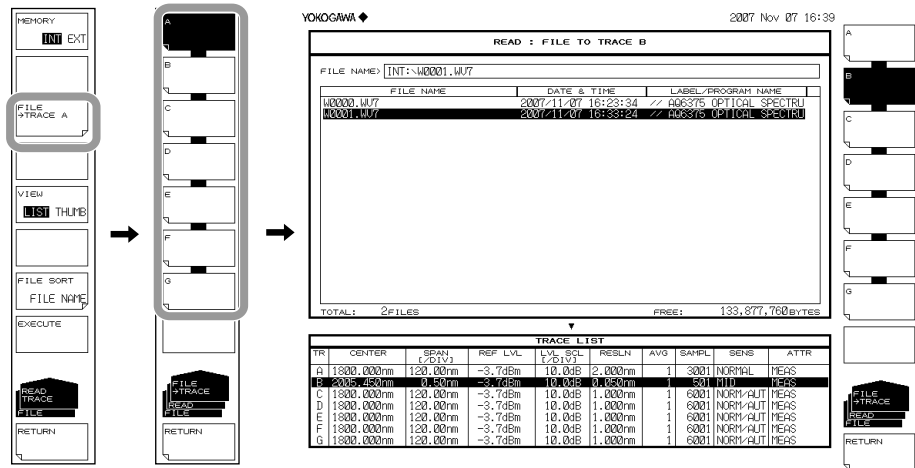 MEMORY
INT EXT
FILE
→TRACE A
VIEW
LIST THUMB
FILE SORT
FILE NAME
EXECUTE
READ
TRACE
FILE
RETURN
A
B
C
D
E
F
G
FILE
→TRACE
READ
FILE
RETURN
YOKOGAWA ◆ 2007 Nov 07 16:39
READ : FILE TO TRACE B
FILE NAME> INT:\W0001.WV7
FILE NAME DATE & TIME LABEL/PROGRAM NAME
W0000.WV7 2007/11/07 16:23:34 // AQ6375 OPTICAL SPECTRU
W0001.WV7 2007/11/07 16:33:24 // AQ6375 OPTICAL SPECTRU
TOTAL: 2FILES FREE: 133,877,760BYTES
TRACE LIST
TR CENTER SPAN [/DIV] REF LVL LVL SCL [/DIV] RESLN AVG SAMPL SENS ATTR
A 1800.000nm 120.00nm -3.7dBm 10.0dB 2.000nm 1 3001 NORMAL MEAS
B 2005.450nm 0.50nm -3.7dBm 10.0dB 0.050nm 1 501 MID MEAS
C 1800.000nm 120.00nm -3.7dBm 10.0dB 1.000nm 1 6001 NORM/AUT MEAS
D 1800.000nm 120.00nm -3.7dBm 10.0dB 1.000nm 1 6001 NORM/AUT MEAS
E 1800.000nm 120.00nm -3.7dBm 10.0dB 1.000nm 1 6001 NORM/AUT MEAS
F 1800.000nm 120.00nm -3.7dBm 10.0dB 1.000nm 1 6001 NORM/AUT MEAS
G 1800.000nm 120.00nm -3.7dBm 10.0dB 1.000nm 1 6001 NORM/AUT MEAS
A
B
C
D
E
F
G
FILE
→TRACE
READ
FILE
RETURN